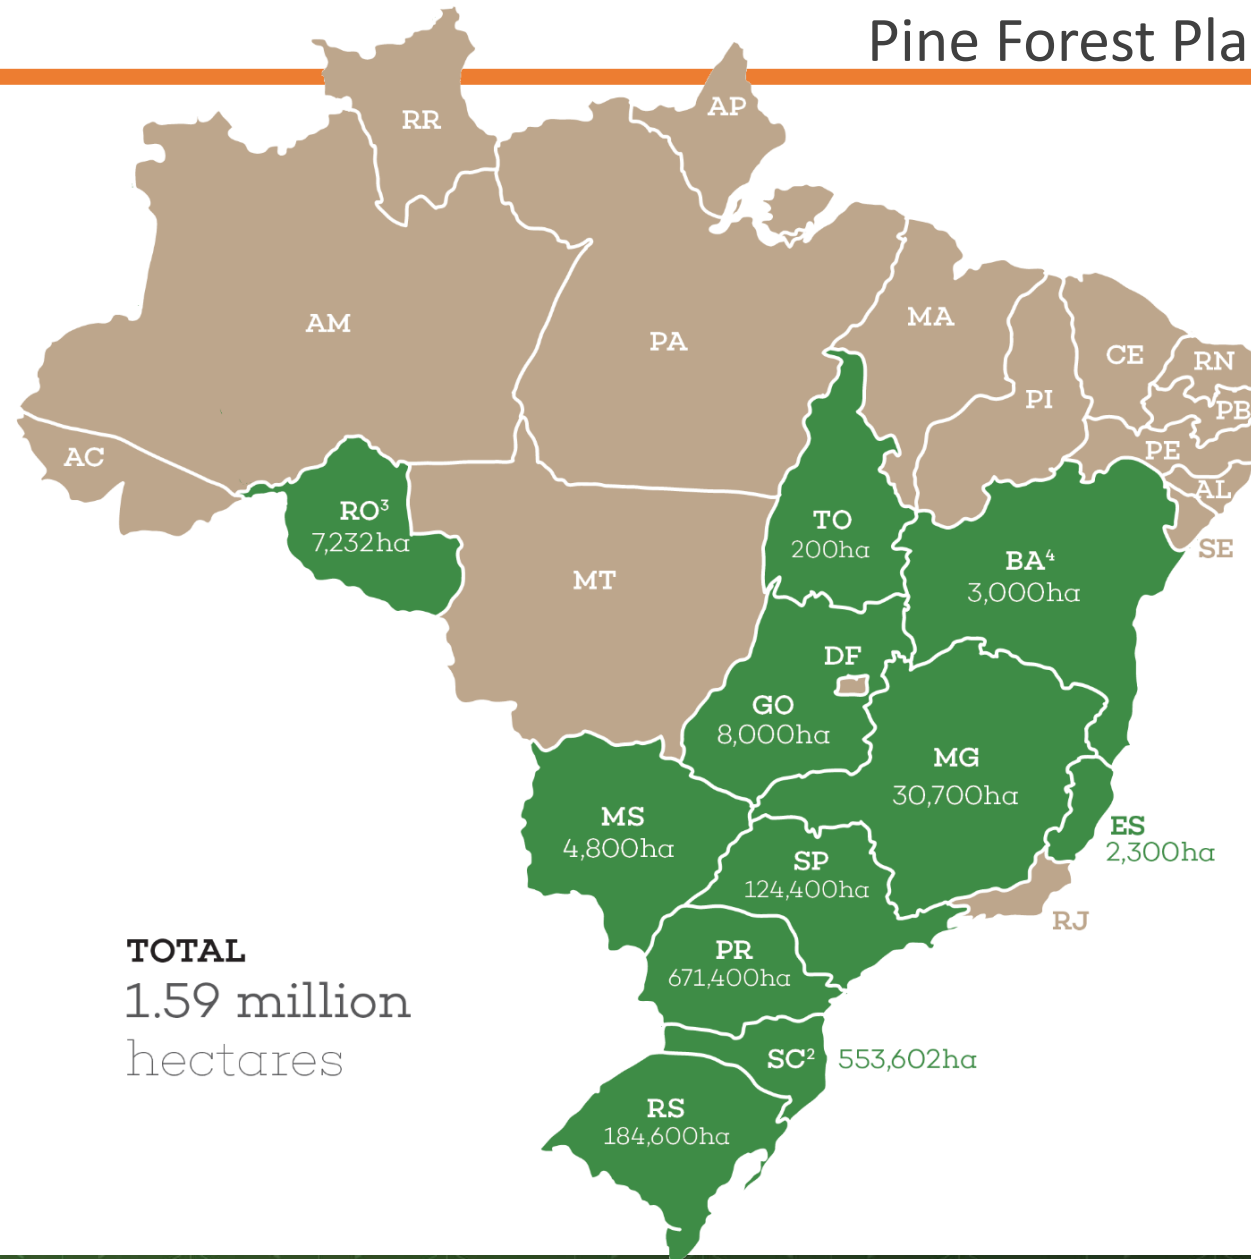 Pine Forest Pla
RR
AP
AM
PA
MA
CE
RN
PI
PB
PE
AC
AL
RO³
7,232ha
TO
200ha
SE
BA⁴
3,000ha
MT
DF
GO
8,000ha
MG
30,700ha
MS
4,800ha
ES
2,300ha
SP
124,400ha
RJ
PR
671,400ha
TOTAL
1.59 million
hectares
SC² 553,602ha
RS
184,600ha